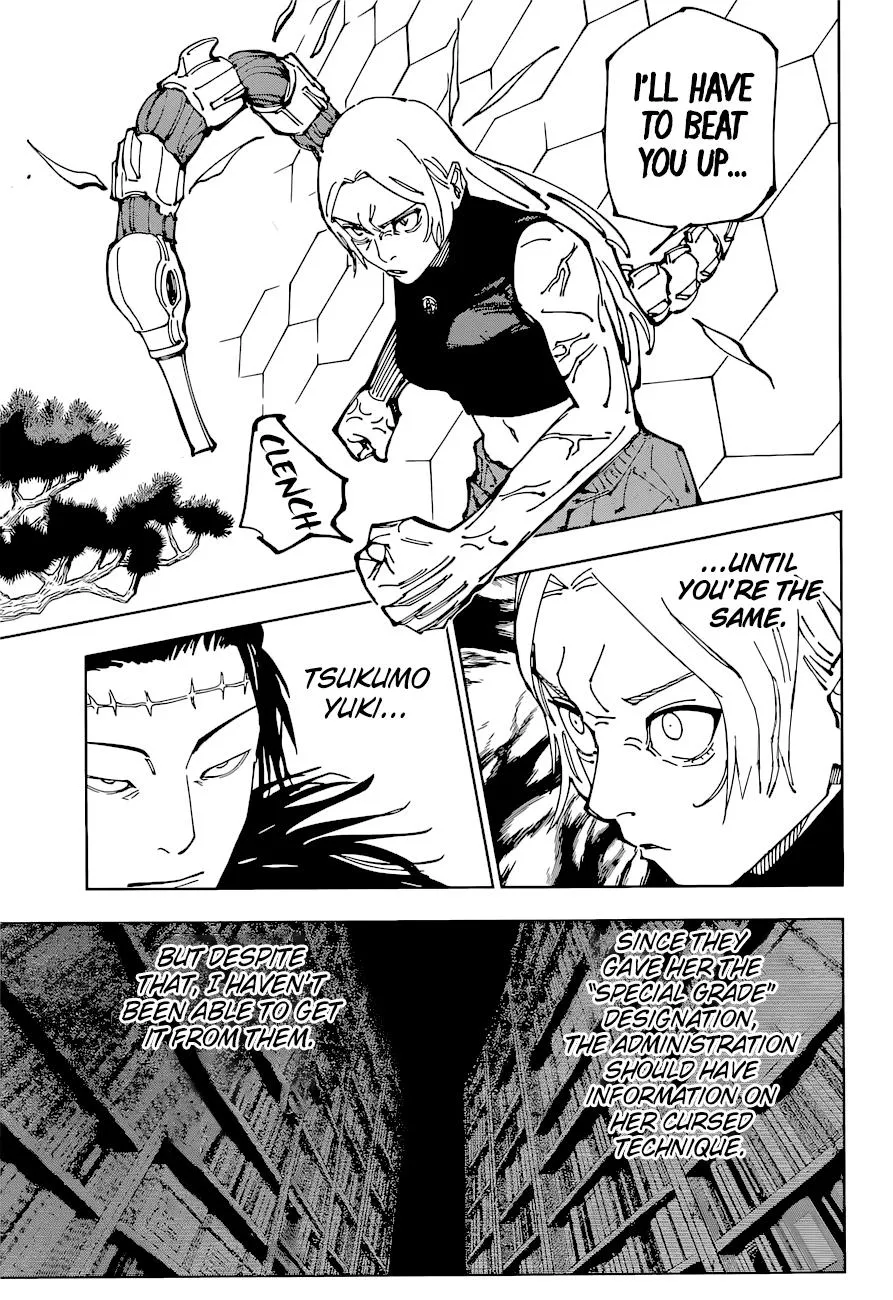 I'LL HAVE
TO BEAT
YOU UP...
CLENCH
...UNTIL
YOU'RE THE
SAME.
TSUKUMO
YUKI...
SINCE THEY
GAVE HER THE
"SPECIAL GRADE"
DESIGNATION,
THE ADMINISTRATION
SHOULD HAVE
INFORMATION ON
HER CURSED
TECHNIQUE.
BUT DESPITE
THAT, I HAVEN'T
BEEN ABLE TO GET
IT FROM THEM.